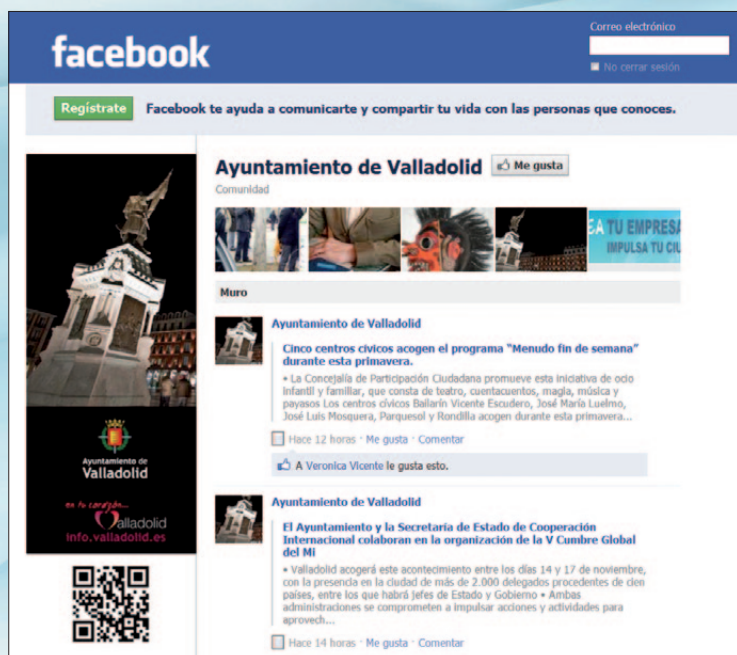 facebook
Correo electrónico
No cerrar sesión
Regístrate
Facebook te ayuda a comunicarte y compartir tu vida con las personas que conoces.
Ayuntamiento de Valladolid
Me gusta
Comunidad
EA TU EMPRESA
IMPULSA TU CIU
Muro
Ayuntamiento de Valladolid
Cinco centros cívicos acogen el programa "Menudo fin de semana"
durante esta primavera.
• La Concejalía de Participación Ciudadana promueve esta iniciativa de ocio
infantil y familiar, que consta de teatro, cuentacuentos, magia, música y
payasos Los centros cívicos Bailarín Vicente Escudero, José María Luelmo,
José Luis Mosquera, Parquesol y Rondilla acogen durante esta primavera...
Hace 12 horas · Me gusta · Comentar
A Veronica Vicente le gusta esto.
Ayuntamiento de Valladolid
El Ayuntamiento y la Secretaría de Estado de Cooperación
Internacional colaboran en la organización de la V Cumbre Global
del Mi
• Valladolid acogerá este acontecimiento entre los días 14 y 17 de noviembre,
con la presencia en la ciudad de más de 2.000 delegados procedentes de cien
países, entre los que habrá jefes de Estado y Gobierno • Ambas
administraciones se comprometen a impulsar acciones y actividades para
aprovech...
Hace 14 horas · Me gusta · Comentar
Ayuntamiento de
Valladolid
en tu corazón...
Valladolid
info.valladolid.es